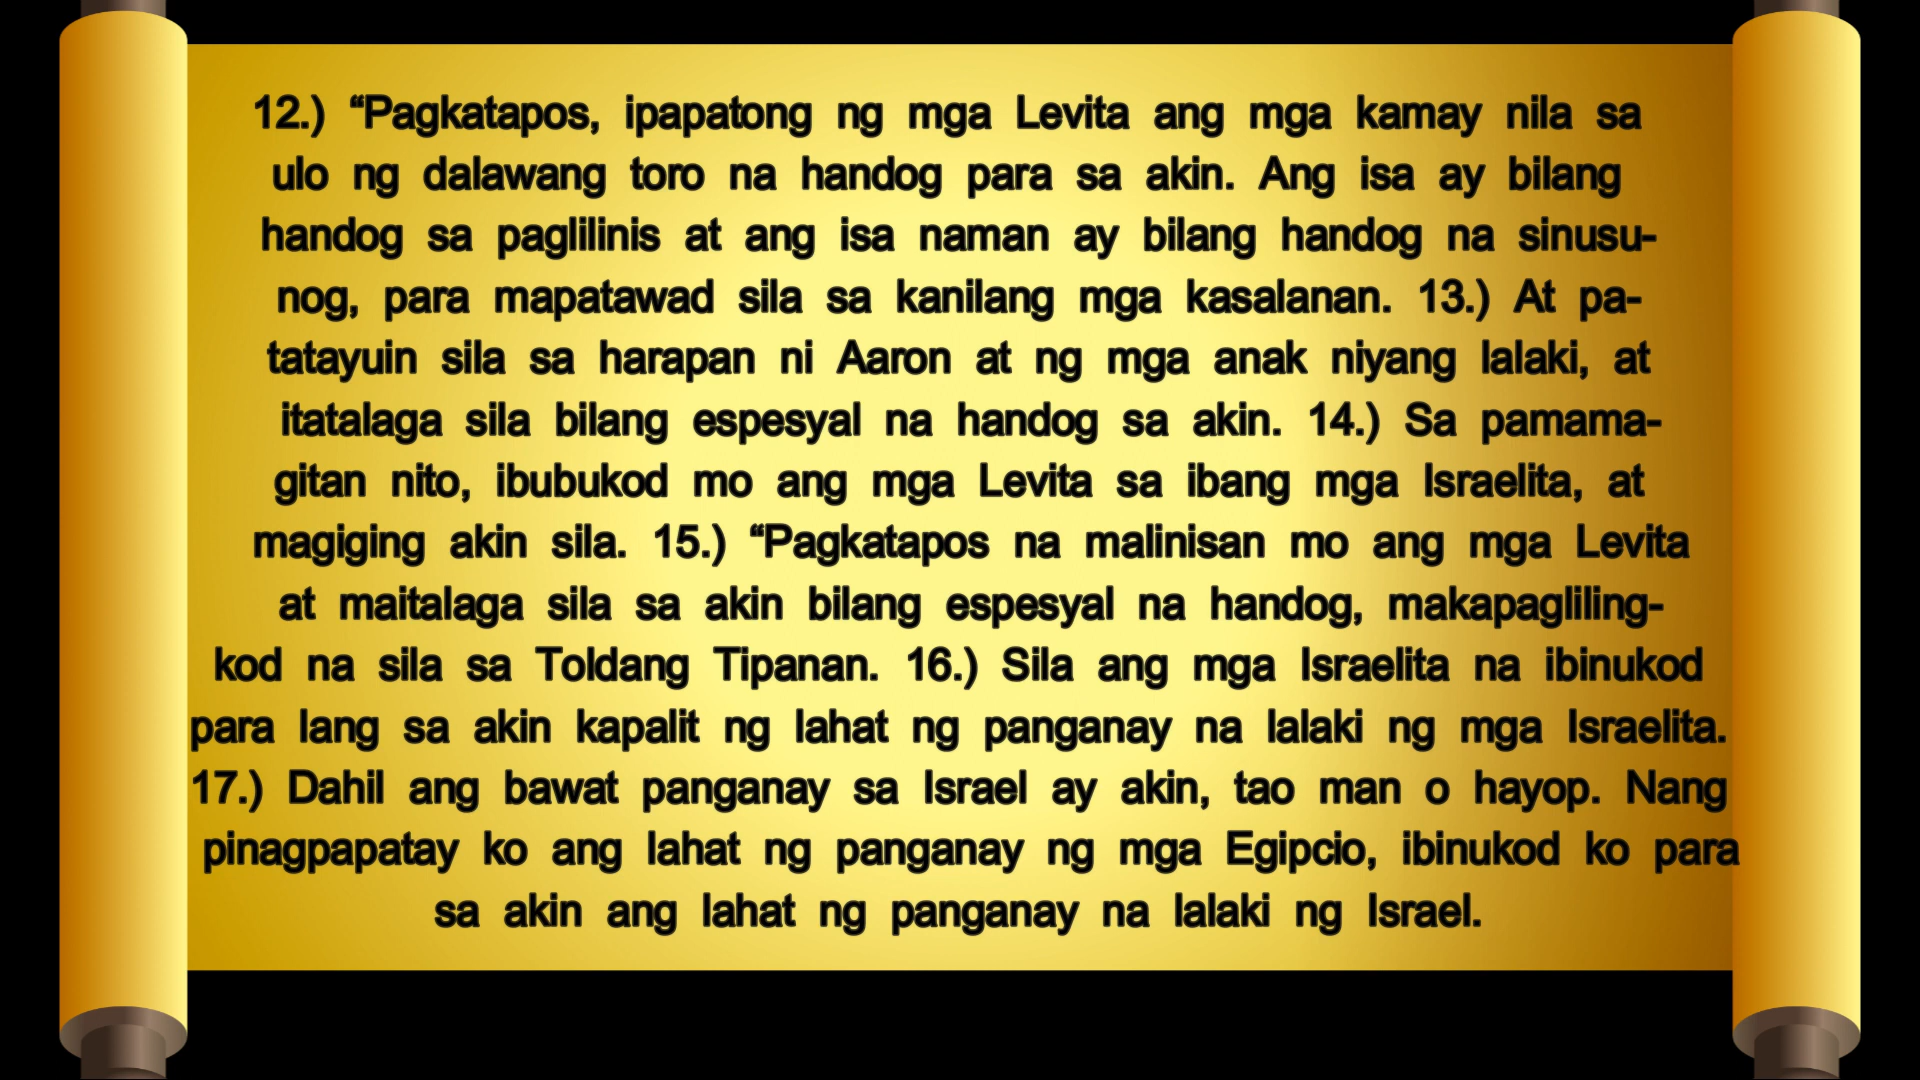 12.) “Pagkatapos, ipapatong ng mga Levita ang mga kamay nila sa
ulo ng dalawang toro na handog para sa akin. Ang isa ay bilang
handog sa paglilinis at ang isa naman ay bilang handog na sinusu-
nog, para mapatawad sila sa kanilang mga kasalanan. 13.) At pa-
tatayuin sila sa harapan ni Aaron at ng mga anak niyang lalaki, at
itatalaga sila bilang espesyal na handog sa akin. 14.) Sa pamama-
gitan nito, ibubukod mo ang mga Levita sa ibang mga Israelita, at
magiging akin sila. 15.) “Pagkatapos na malinisan mo ang mga Levita
at maitalaga sila sa akin bilang espesyal na handog, makapagliling-
kod na sila sa Toldang Tipanan. 16.) Sila ang mga Israelita na ibinukod
para lang sa akin kapalit ng lahat ng panganay na lalaki ng mga Israelita.
17.) Dahil ang bawat panganay sa Israel ay akin, tao man o hayop. Nang
pinagpapatay ko ang lahat ng panganay ng mga Egipcio, ibinukod ko para
sa akin ang lahat ng panganay na lalaki ng Israel.